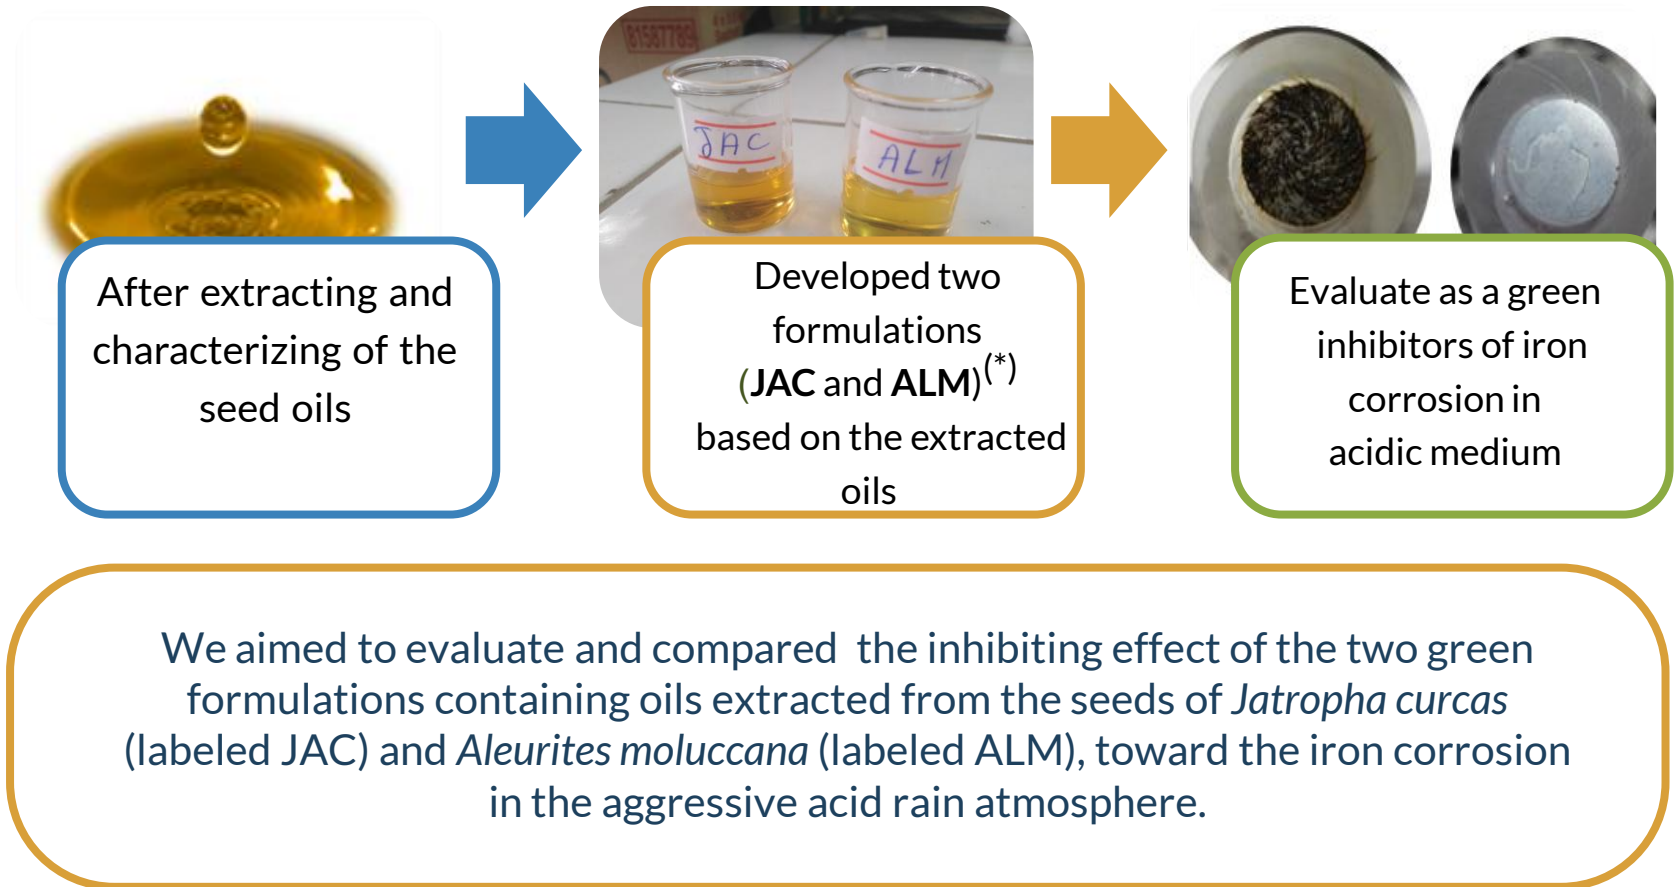 81587789
JAC
ALM
After extracting and
characterizing of the
seed oils
Developed two
formulations
(JAC and ALM)(*)
based on the extracted
oils
Evaluate as a green
inhibitors of iron
corrosion in
acidic medium
We aimed to evaluate and compared the inhibiting effect of the two green
formulations containing oils extracted from the seeds of Jatropha curcas
(labeled JAC) and Aleurites moluccana (labeled ALM), toward the iron corrosion
in the aggressive acid rain atmosphere.